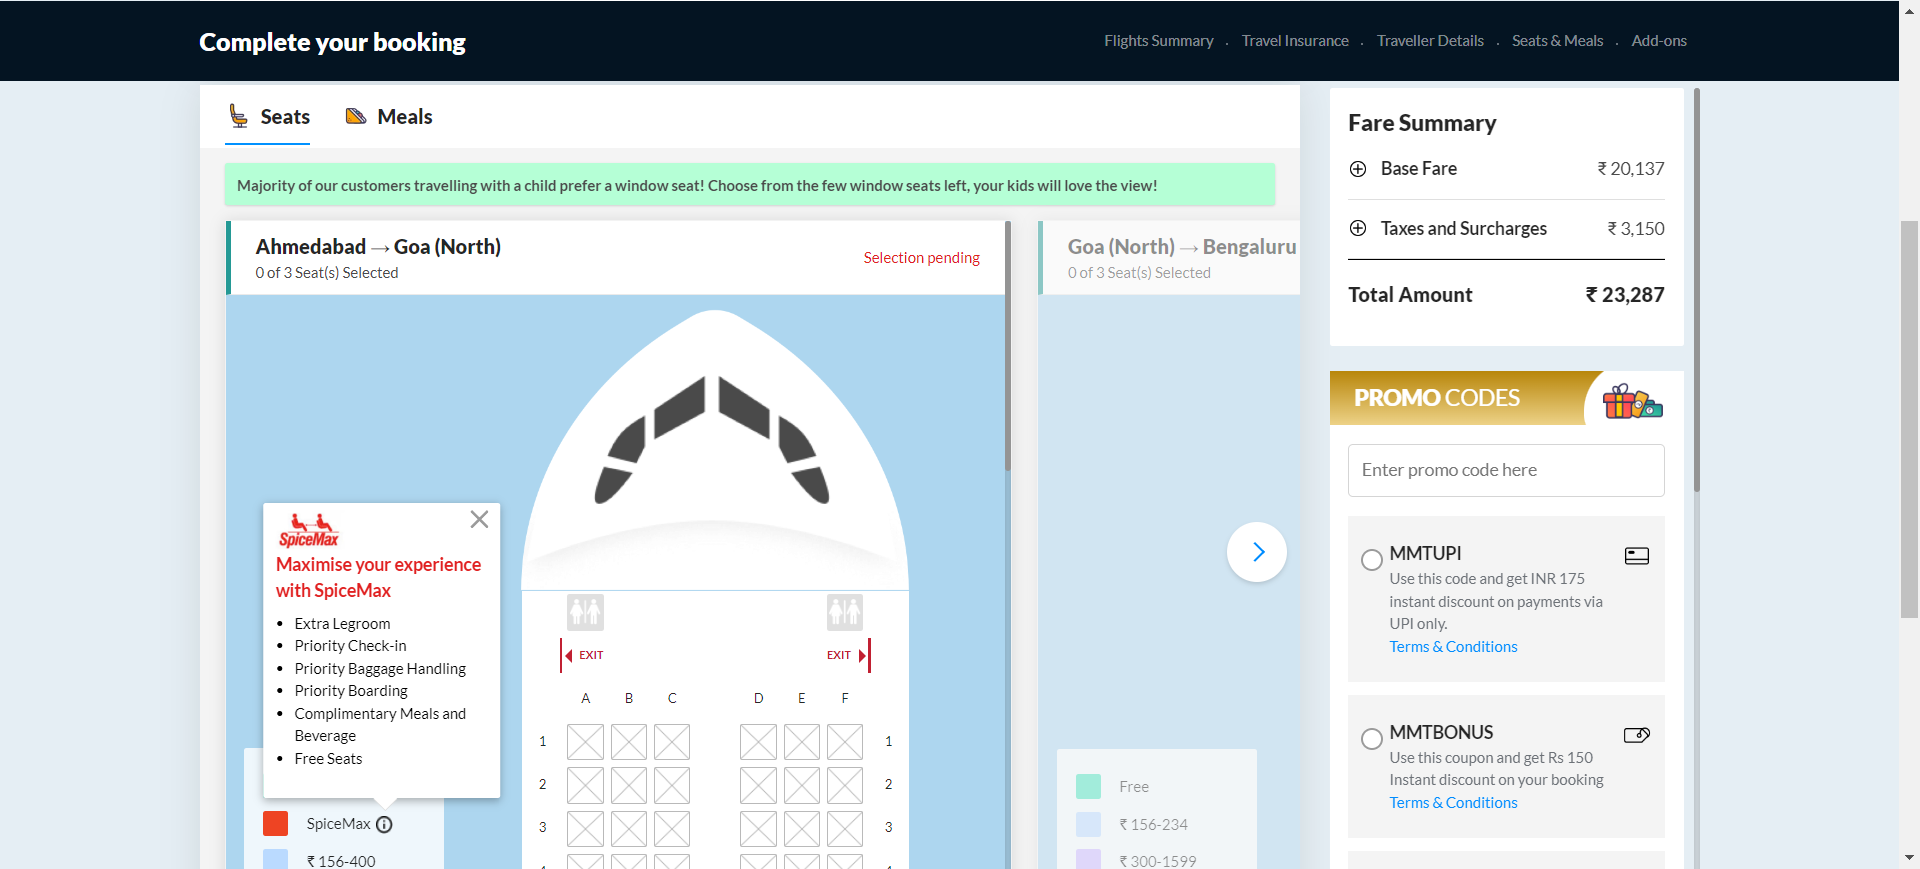 Complete your booking
Flights Summary . Travel Insurance . Traveller Details . Seats & Meals . Add-ons
Seats
Meals
Majority of our customers travelling with a child prefer a window seat! Choose from the few window seats left, your kids will love the view!
Ahmedabad → Goa (North)
0 of 3 Seat(s) Selected
Selection pending
Goa (North) → Bengaluru
0 of 3 Seat(s) Selected
SpiceMax
Maximise your experience
with SpiceMax
• Extra Legroom
• Priority Check-in
• Priority Baggage Handling
• Priority Boarding
• Complimentary Meals and
Beverage
• Free Seats
SpiceMax
₹ 156-400
EXIT EXIT
A B C D E F
1 1
2 2
3 3
Free
₹ 156-234
₹ 300-1599
Fare Summary
Base Fare ₹ 20,137
Taxes and Surcharges ₹ 3,150
Total Amount ₹ 23,287
PROMO CODES
Enter promo code here
MMTUPI
Use this code and get INR 175
instant discount on payments via
UPI only.
Terms & Conditions
MMTBONUS
Use this coupon and get Rs 150
Instant discount on your booking
Terms & Conditions